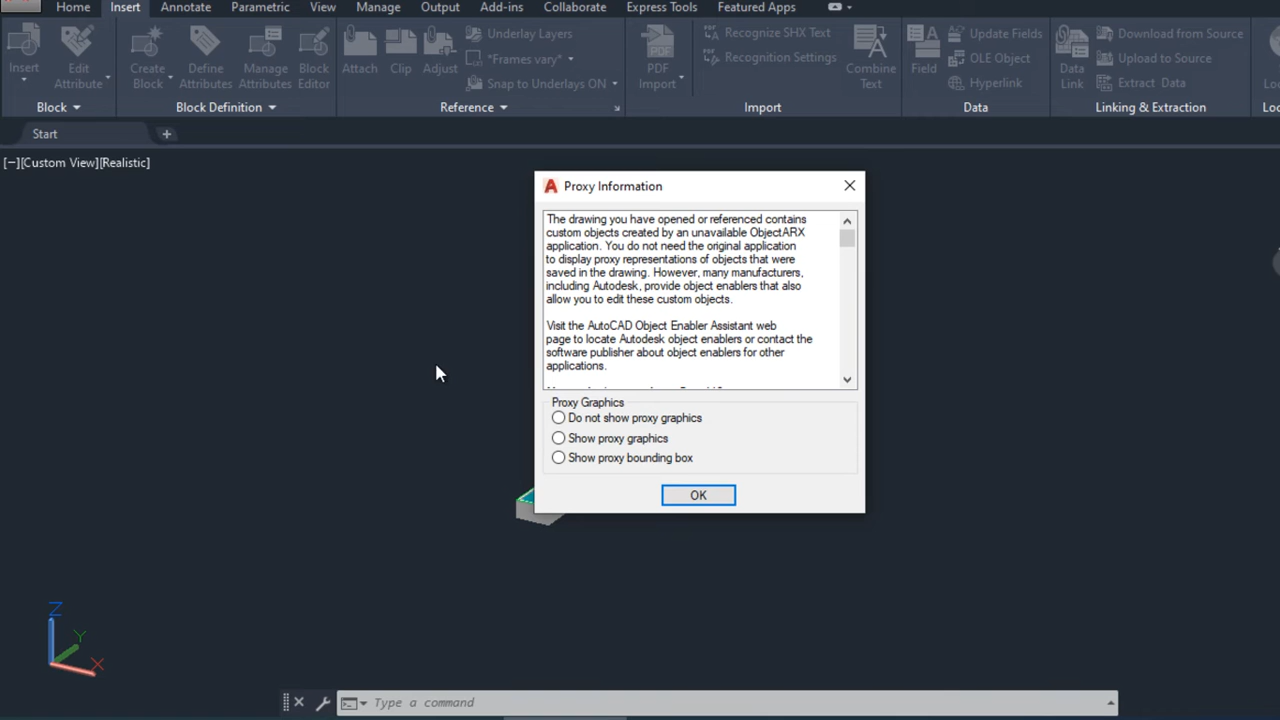 Home Insert Annotate Parametric View Manage Output Add-ins Collaborate Express Tools Featured Apps
Insert
Edit
Attribute
Create
Block
Define
Attributes
Manage
Attributes
Block
Editor
Attach
Clip
Adjust
Underlay Layers
*Frames vary*
Snap to Underlays ON
PDF
Import
Recognize SHX Text
Recognition Settings
Combine
Text
Field
Update Fields
OLE Object
Hyperlink
Data
Link
Download from Source
Upload to Source
Extract Data
Block
Block Definition
Reference
Import
Data
Linking & Extraction
Start
[−][Custom View][Realistic]
Proxy Information
The drawing you have opened or referenced contains
custom objects created by an unavailable ObjectARX
application. You do not need the original application
to display proxy representations of objects that were
saved in the drawing. However, many manufacturers,
including Autodesk, provide object enablers that also
allow you to edit these custom objects.
Visit the AutoCAD Object Enabler Assistant web
page to locate Autodesk object enablers or contact the
software publisher about object enablers for other
applications.
Proxy Graphics
Do not show proxy graphics
Show proxy graphics
Show proxy bounding box
OK
Z
Y
X
Type a command